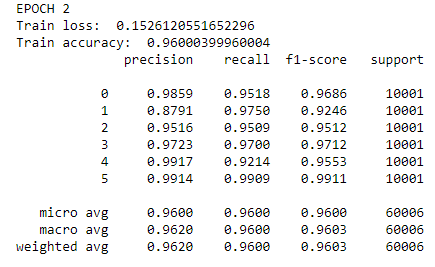 EPOCH 2
Train loss:  0.1526120551652296
Train accuracy:  0.96000399960004
precision    recall  f1-score   support
0     0.9859    0.9518    0.9686     10001
1     0.8791    0.9750    0.9246     10001
2     0.9516    0.9509    0.9512     10001
3     0.9723    0.9700    0.9712     10001
4     0.9917    0.9214    0.9553     10001
5     0.9914    0.9909    0.9911     10001
micro avg     0.9600    0.9600    0.9600     60006
macro avg     0.9620    0.9600    0.9603     60006
weighted avg     0.9620    0.9600    0.9603     60006